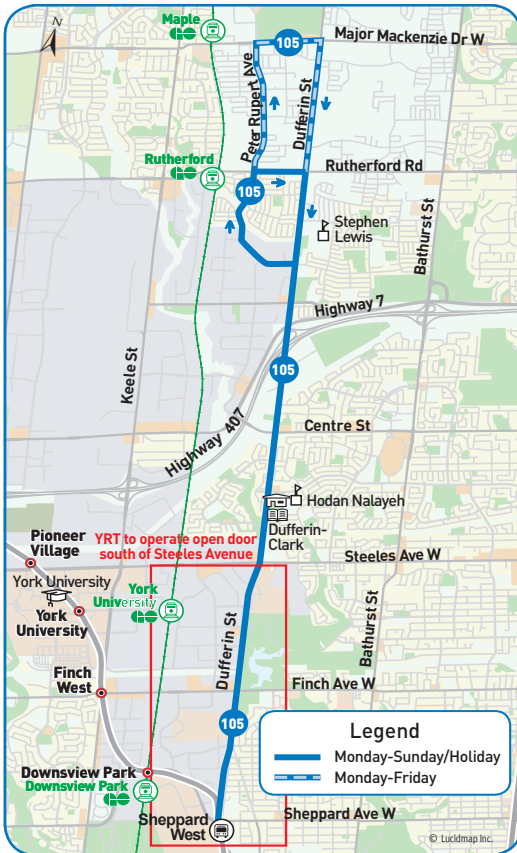 Maple
N
105
Major Mackenzie Dr W
Peter Rupert Ave
Dufferin St
Rutherford
Rutherford Rd
105
Stephen
Lewis
Bathurst St
Highway 7
Keele St
105
Highway 407
Centre St
Hodan Nalayeh
Dufferin-
Clark
Pioneer
Village
YRT to operate open door
south of Steeles Avenue
Steeles Ave W
York University
York
University
York
University
Bathurst St
Dufferin St
Finch
West
Finch Ave W
105
Legend
Monday-Sunday/Holiday
Monday-Friday
Downsview Park
Downsview Park
Sheppard
West
Sheppard Ave W
© Lucidmap Inc.